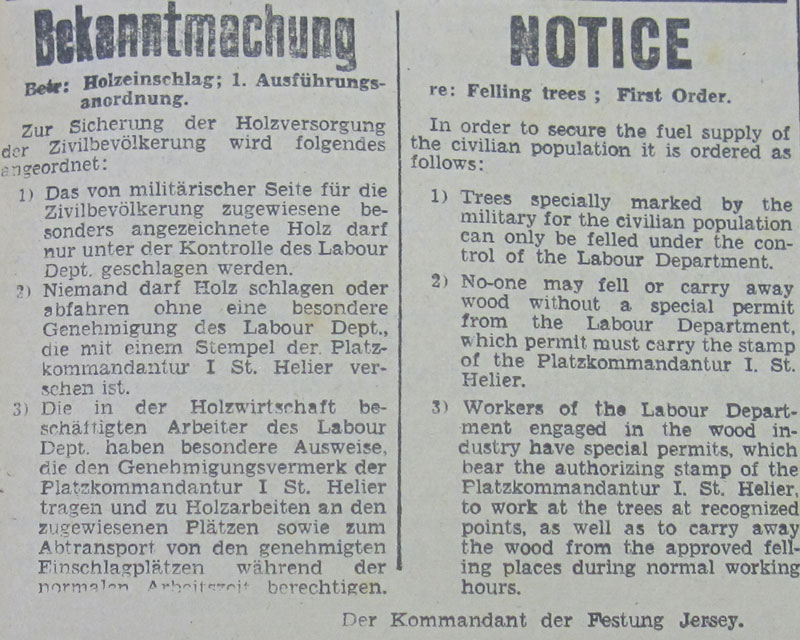 Bekanntmachung
Betr: Holzeinschlag; 1. Ausführungs-
anordnung.
Zur Sicherung der Holzversorgung
der Zivilbevölkerung wird folgendes
angeordnet:
1) Das von militärischer Seite für die
Zivilbevölkerung zugewiesene be-
sonders angezeichnete Holz darf
nur unter der Kontrolle des Labour
Dept. geschlagen werden.
2) Niemand darf Holz schlagen oder
abfahren ohne eine besondere
Genehmigung des Labour Dept.,
die mit einem Stempel der Platz-
kommandantur I St. Helier ver-
sehen ist.
3) Die in der Holzwirtschaft be-
schäftigten Arbeiter des Labour
Dept. haben besondere Ausweise,
die den Genehmigungsvermerk der
Platzkommandantur I St. Helier
tragen und zu Holzarbeiten an den
zugewiesenen Plätzen sowie zum
Abtransport von den genehmigten
Einschlagplätzen während der
normalen Arbeitszeit berechtigen.
NOTICE
re: Felling trees ; First Order.
In order to secure the fuel supply of
the civilian population it is ordered as
follows:
1) Trees specially marked by the
military for the civilian population
can only be felled under the con-
trol of the Labour Department.
2) No-one may fell or carry away
wood without a special permit
from the Labour Department,
which permit must carry the stamp
of the Platzkommandantur I. St.
Helier.
3) Workers of the Labour Depart-
ment engaged in the wood in-
dustry have special permits, which
bear the authorizing stamp of the
Platzkommandantur I. St. Helier,
to work at the trees at recognized
points, as well as to carry away
the wood from the approved fell-
ing places during normal working
hours.
Der Kommandant der Festung Jersey.